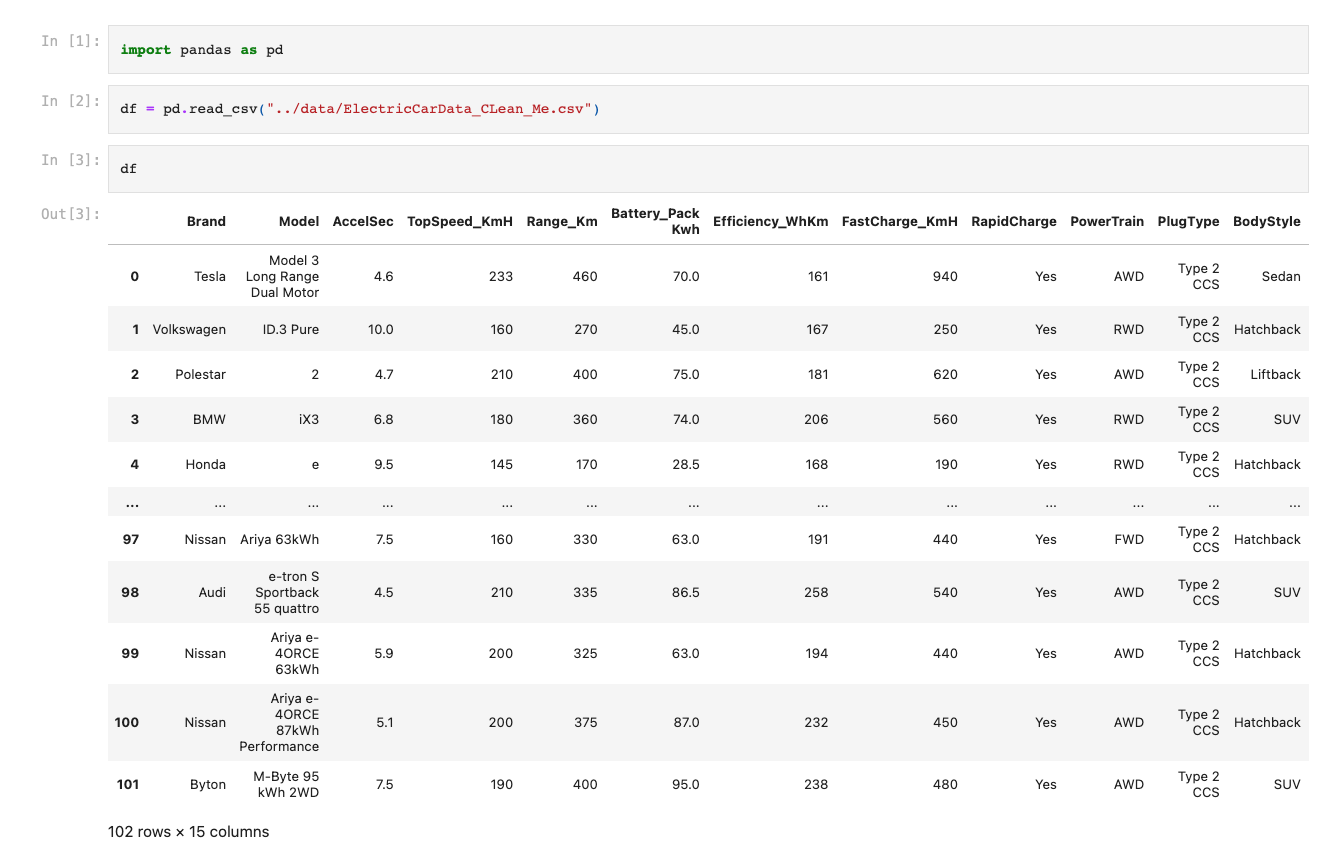 In [1]: import pandas as pd
In [2]: df = pd.read_csv("../data/ElectricCarData_CLean_Me.csv")
In [3]: df
Out[3]:
Brand Model AccelSec TopSpeed_KmH Range_Km Battery_Pack Kwh Efficiency_WhKm FastCharge_KmH RapidCharge PowerTrain PlugType BodyStyle
0 Tesla Model 3 Long Range Dual Motor 4.6 233 460 70.0 161 940 Yes AWD Type 2 CCS Sedan
1 Volkswagen ID.3 Pure 10.0 160 270 45.0 167 250 Yes RWD Type 2 CCS Hatchback
2 Polestar 2 4.7 210 400 75.0 181 620 Yes AWD Type 2 CCS Liftback
3 BMW iX3 6.8 180 360 74.0 206 560 Yes RWD Type 2 CCS SUV
4 Honda e 9.5 145 170 28.5 168 190 Yes RWD Type 2 CCS Hatchback
... ... ... ... ... ... ... ... ... ... ... ... ...
97 Nissan Ariya 63kWh 7.5 160 330 63.0 191 440 Yes FWD Type 2 CCS Hatchback
98 Audi e-tron S Sportback 55 quattro 4.5 210 335 86.5 258 540 Yes AWD Type 2 CCS SUV
99 Nissan Ariya e-4ORCE 63kWh 5.9 200 325 63.0 194 440 Yes AWD Type 2 CCS Hatchback
100 Nissan Ariya e-4ORCE 87kWh Performance 5.1 200 375 87.0 232 450 Yes AWD Type 2 CCS Hatchback
101 Byton M-Byte 95 kWh 2WD 7.5 190 400 95.0 238 480 Yes AWD Type 2 CCS SUV
102 rows × 15 columns